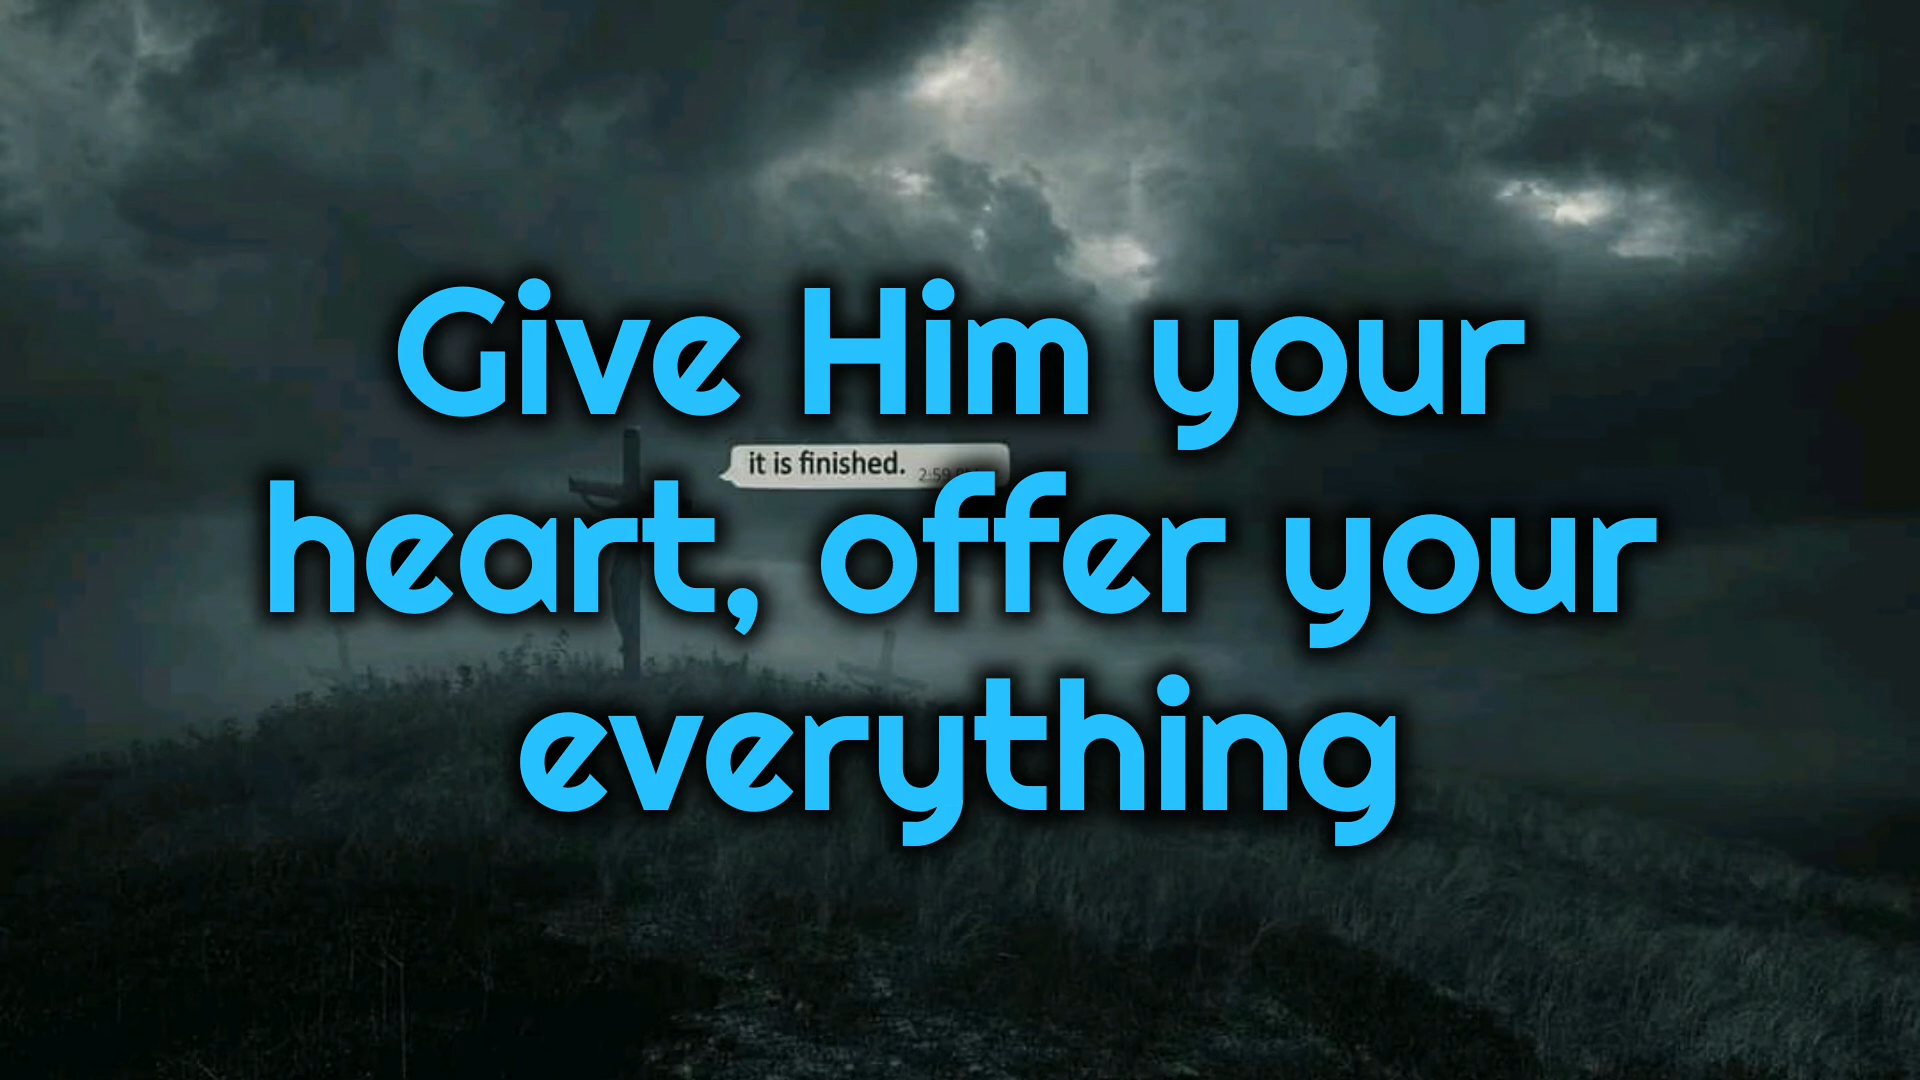 Give Him your
it is finished.
heart, offer your
everything